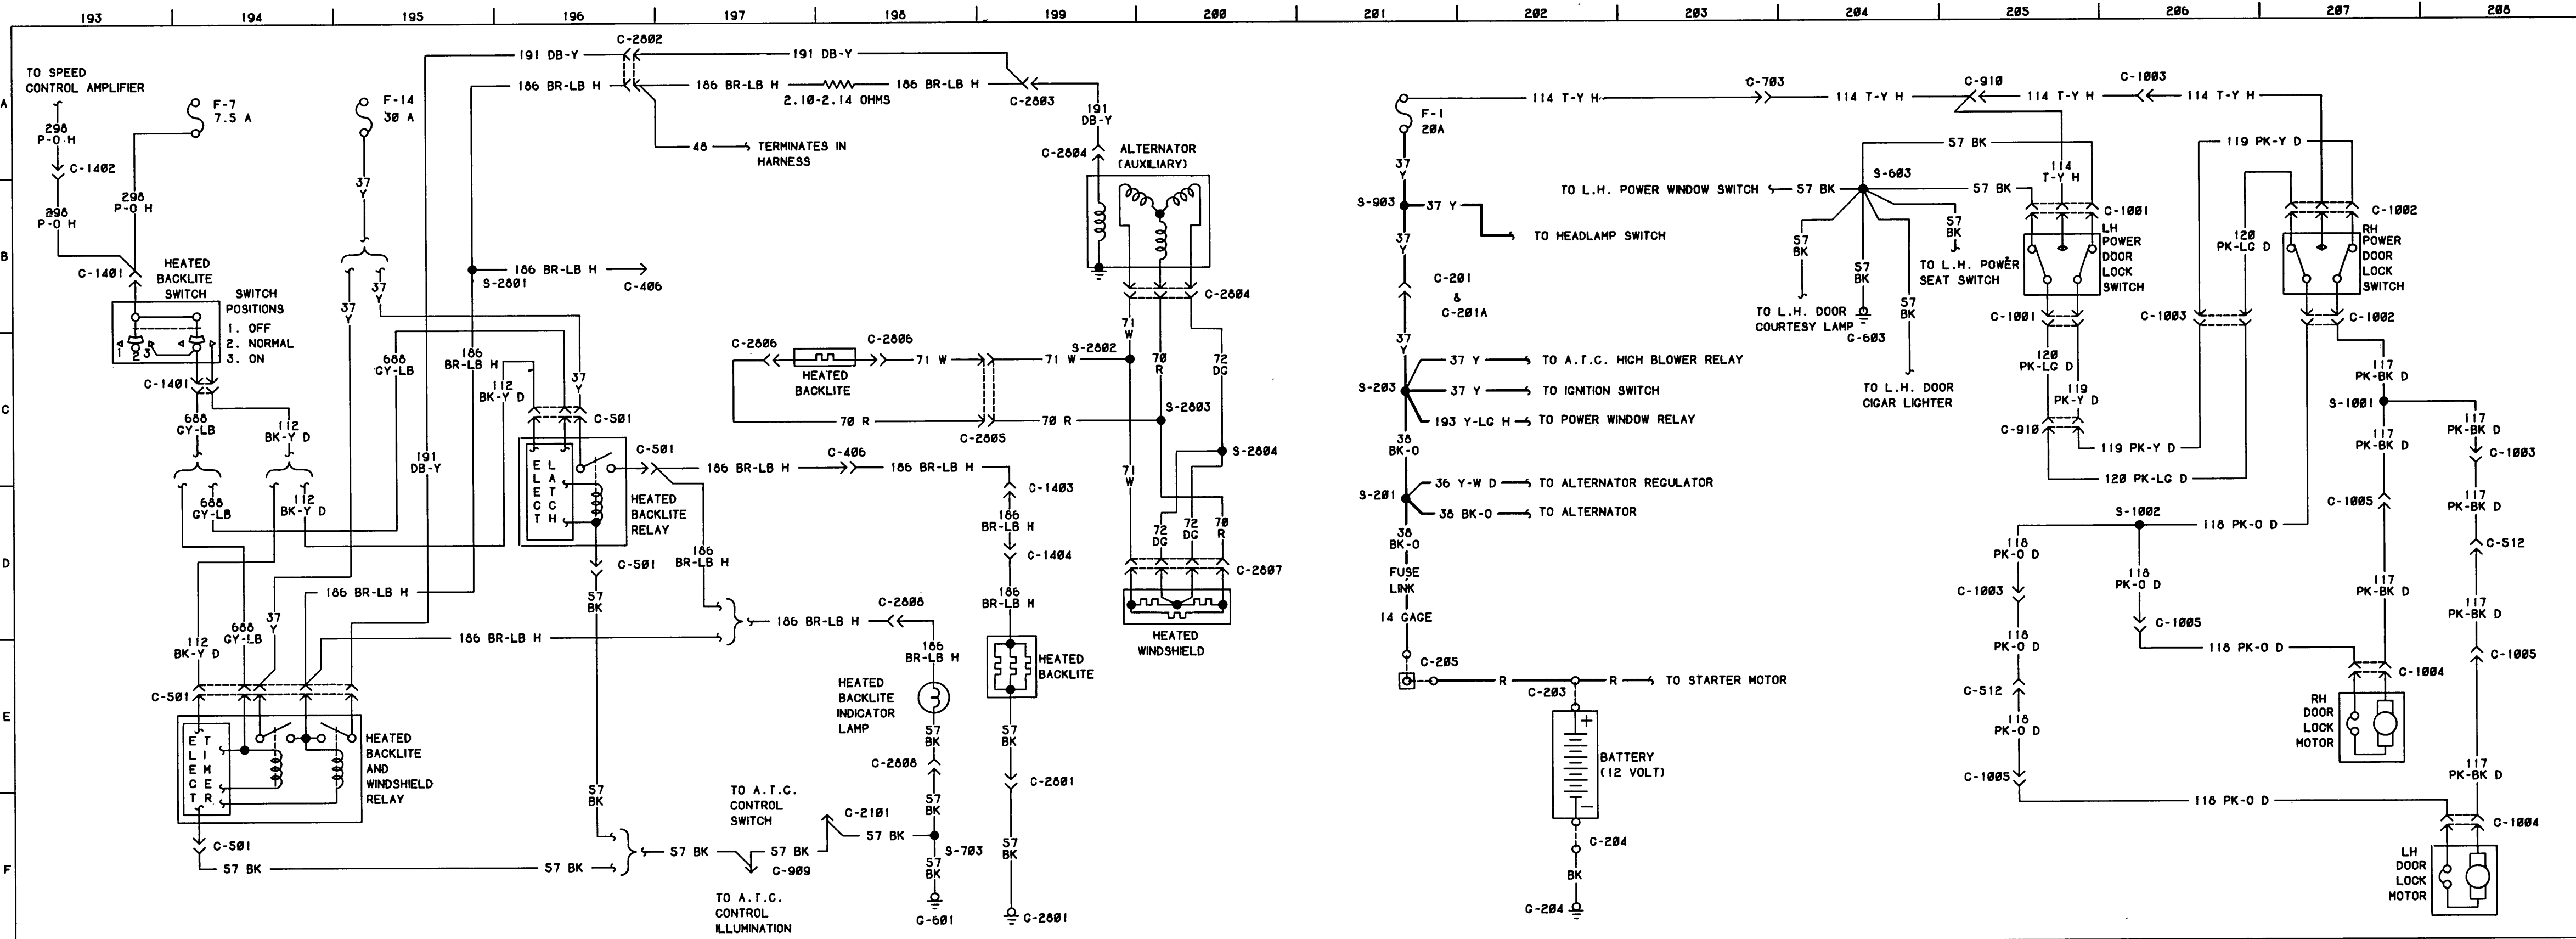 193 194 195 196 197 198 199 200 201 202 203 204 205 206 207 208
A
B
C
D
E
F
TO SPEED
CONTROL AMPLIFIER
298
P-O H
C-1402
298
P-O H
F-7
7.5 A
298
P-O H
C-1401
HEATED
BACKLITE
SWITCH
SWITCH
POSITIONS
1. OFF
2. NORMAL
3. ON
1 2 3
C-1401
688
GY-LB
112
BK-Y D
688
GY-LB
112
BK-Y D
F-14
30 A
37
Y
37
Y
37
Y
688
GY-LB
191
DB-Y
186
BR-LB H
112
BK-Y D
37
Y
191 DB-Y
C-2802
191 DB-Y
186 BR-LB H
186 BR-LB H
2.10-2.14 OHMS
186 BR-LB H
C-2803
48
TERMINATES IN
HARNESS
186 BR-LB H
S-2801
C-406
191
DB-Y
C-2804
ALTERNATOR
(AUXILIARY)
C-2804
71
W
S-2802
70
R
72
DG
C-2806
HEATED
BACKLITE
C-2806
71 W
71 W
70 R
C-2805
70 R
S-2803
S-2804
71
W
72
DG
72
DG
70
R
C-2807
HEATED
WINDSHIELD
C-501
C-501
ELECT
LATCH
HEATED
BACKLITE
RELAY
C-501
57
BK
186 BR-LB H
C-406
186 BR-LB H
C-1403
186
BR-LB H
C-1404
186
BR-LB H
HEATED
BACKLITE
57
BK
C-2801
57
BK
G-2801
186
BR-LB H
186 BR-LB H
186 BR-LB H
186 BR-LB H
C-2808
186
BR-LB H
HEATED
BACKLITE
INDICATOR
LAMP
57
BK
C-2808
57
BK
S-703
57
BK
G-601
112
BK-Y D
688
GY-LB
37
Y
C-501
ELECT
TIMER
HEATED
BACKLITE
AND
WINDSHIELD
RELAY
C-501
57 BK
57 BK
57
BK
57 BK
57 BK
C-909
TO A.T.C.
CONTROL
SWITCH
C-2101
57 BK
TO A.T.C.
CONTROL
ILLUMINATION
F-1
20A
114 T-Y H
C-703
114 T-Y H
C-910
114 T-Y H
C-1003
114 T-Y H
37
Y
S-903
37 Y
TO HEADLAMP SWITCH
37
Y
C-201
&
C-201A
37
Y
37 Y
TO A.T.C. HIGH BLOWER RELAY
S-203
37 Y
TO IGNITION SWITCH
193 Y-LG H
TO POWER WINDOW RELAY
38
BK-O
36 Y-W D
TO ALTERNATOR REGULATOR
S-201
38 BK-O
TO ALTERNATOR
38
BK-O
FUSE
LINK
14 GAGE
C-205
R
C-203
R
TO STARTER MOTOR
+
BATTERY
(12 VOLT)
-
C-204
BK
G-204
TO L.H. POWER WINDOW SWITCH
57 BK
S-603
57 BK
57 BK
114
T-Y H
57
BK
57
BK
57
BK
57
BK
TO L.H. POWER
SEAT SWITCH
TO L.H. DOOR
COURTESY LAMP
G-603
TO L.H. DOOR
CIGAR LIGHTER
C-1001
LH
POWER
DOOR
LOCK
SWITCH
C-1001
120
PK-LG D
119
PK-Y D
C-910
119 PK-Y D
120 PK-LG D
119 PK-Y D
120
PK-LG D
C-1003
C-1002
RH
POWER
DOOR
LOCK
SWITCH
C-1002
117
PK-BK D
S-1001
117
PK-BK D
117
PK-BK D
C-1003
117
PK-BK D
C-512
117
PK-BK D
C-1005
117
PK-BK D
C-1005
117
PK-BK D
S-1002
118 PK-O D
118
PK-O D
C-1003
118
PK-O D
C-512
118
PK-O D
C-1005
118
PK-O D
C-1005
118 PK-O D
C-1004
RH
DOOR
LOCK
MOTOR
118 PK-O D
C-1004
LH
DOOR
LOCK
MOTOR